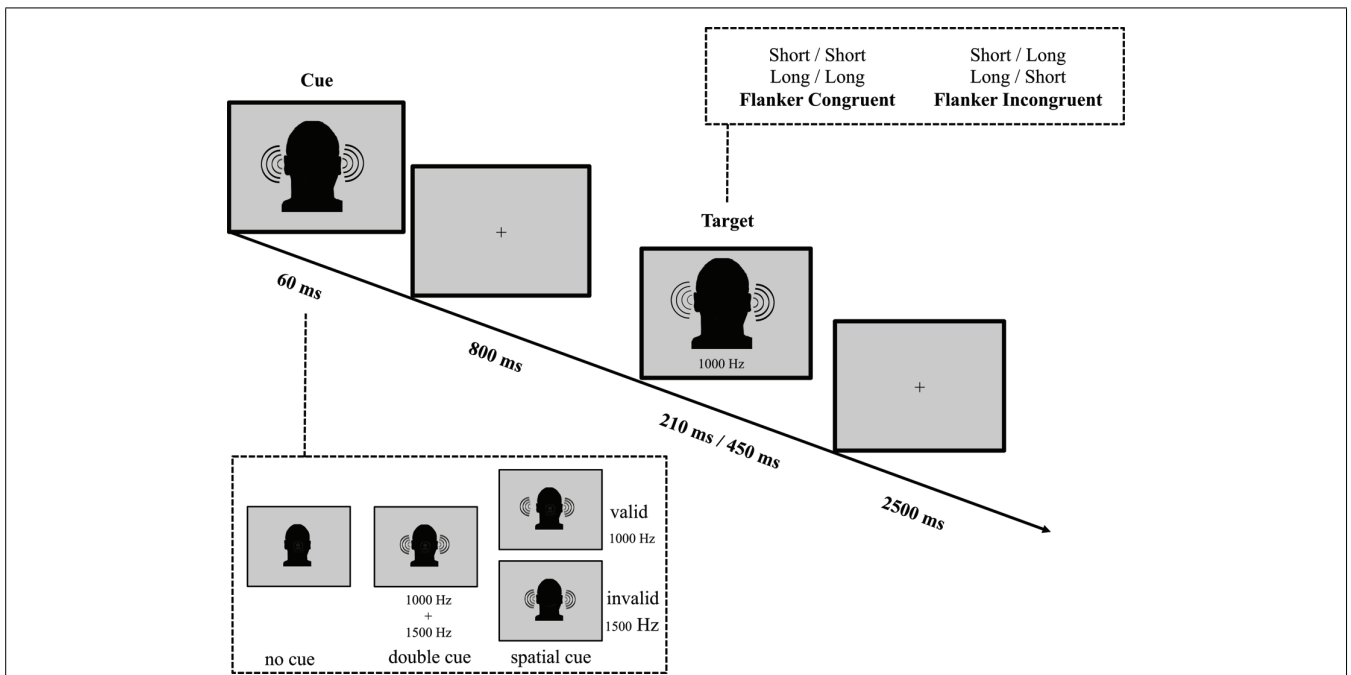 Short / Short
Long / Long
Flanker Congruent
Short / Long
Long / Short
Flanker Incongruent
Cue
+
Target
1000 Hz
+
60 ms
800 ms
210 ms / 450 ms
2500 ms
no cue
1000 Hz
+
1500 Hz
double cue
valid
1000 Hz
invalid
1500 Hz
spatial cue